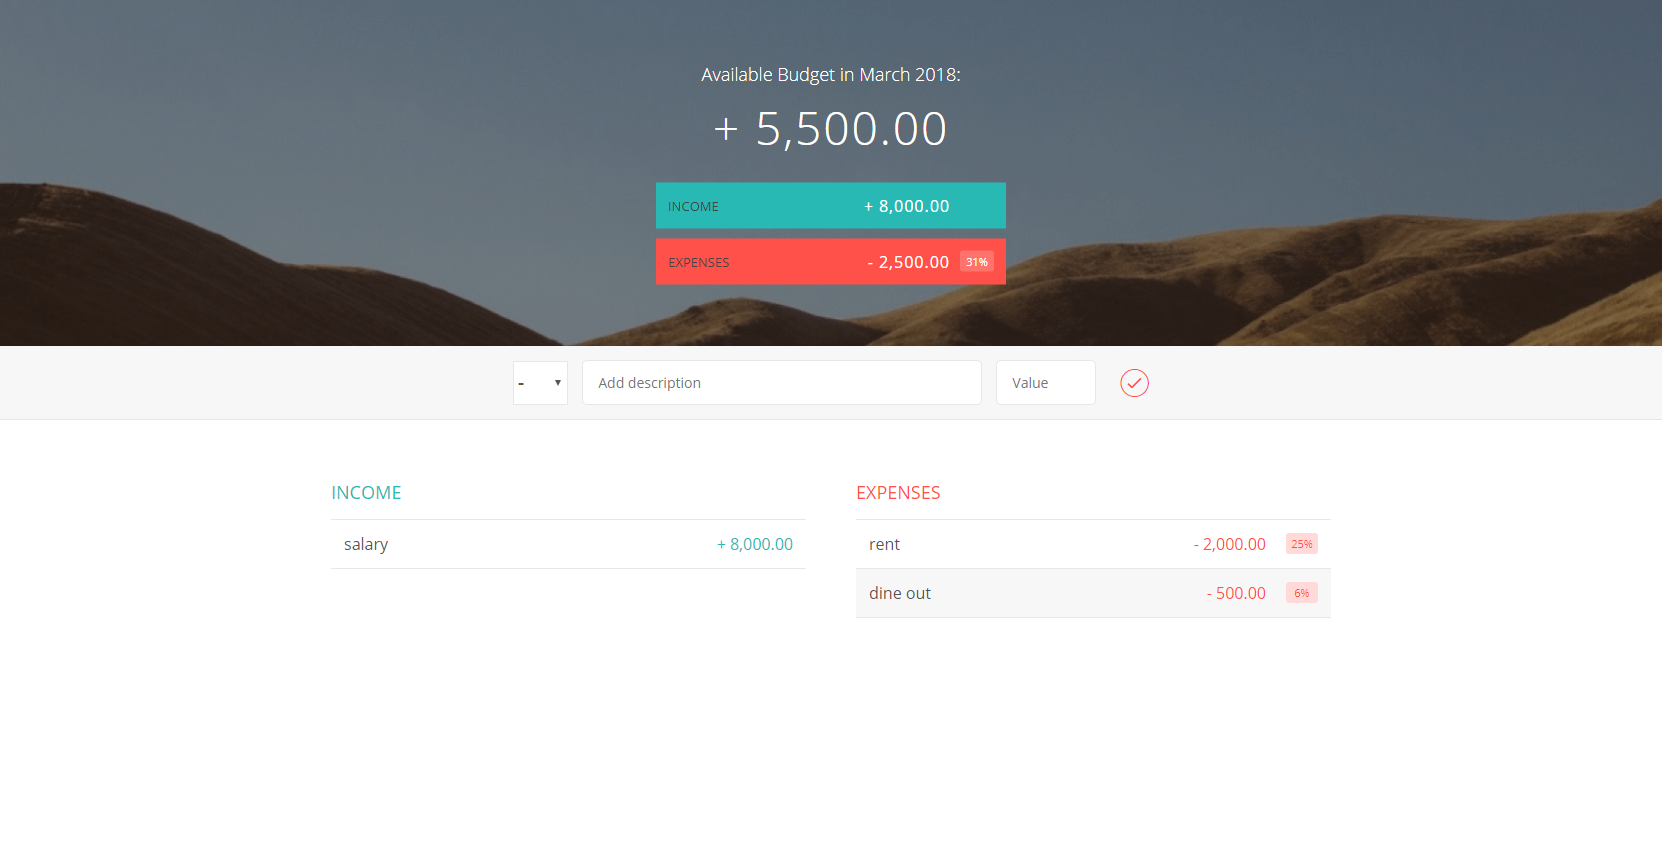 Available Budget in March 2018:
+ 5,500.00
INCOME + 8,000.00
EXPENSES - 2,500.00 31%
- Add description Value
INCOME
salary + 8,000.00
EXPENSES
rent - 2,000.00 25%
dine out - 500.00 6%